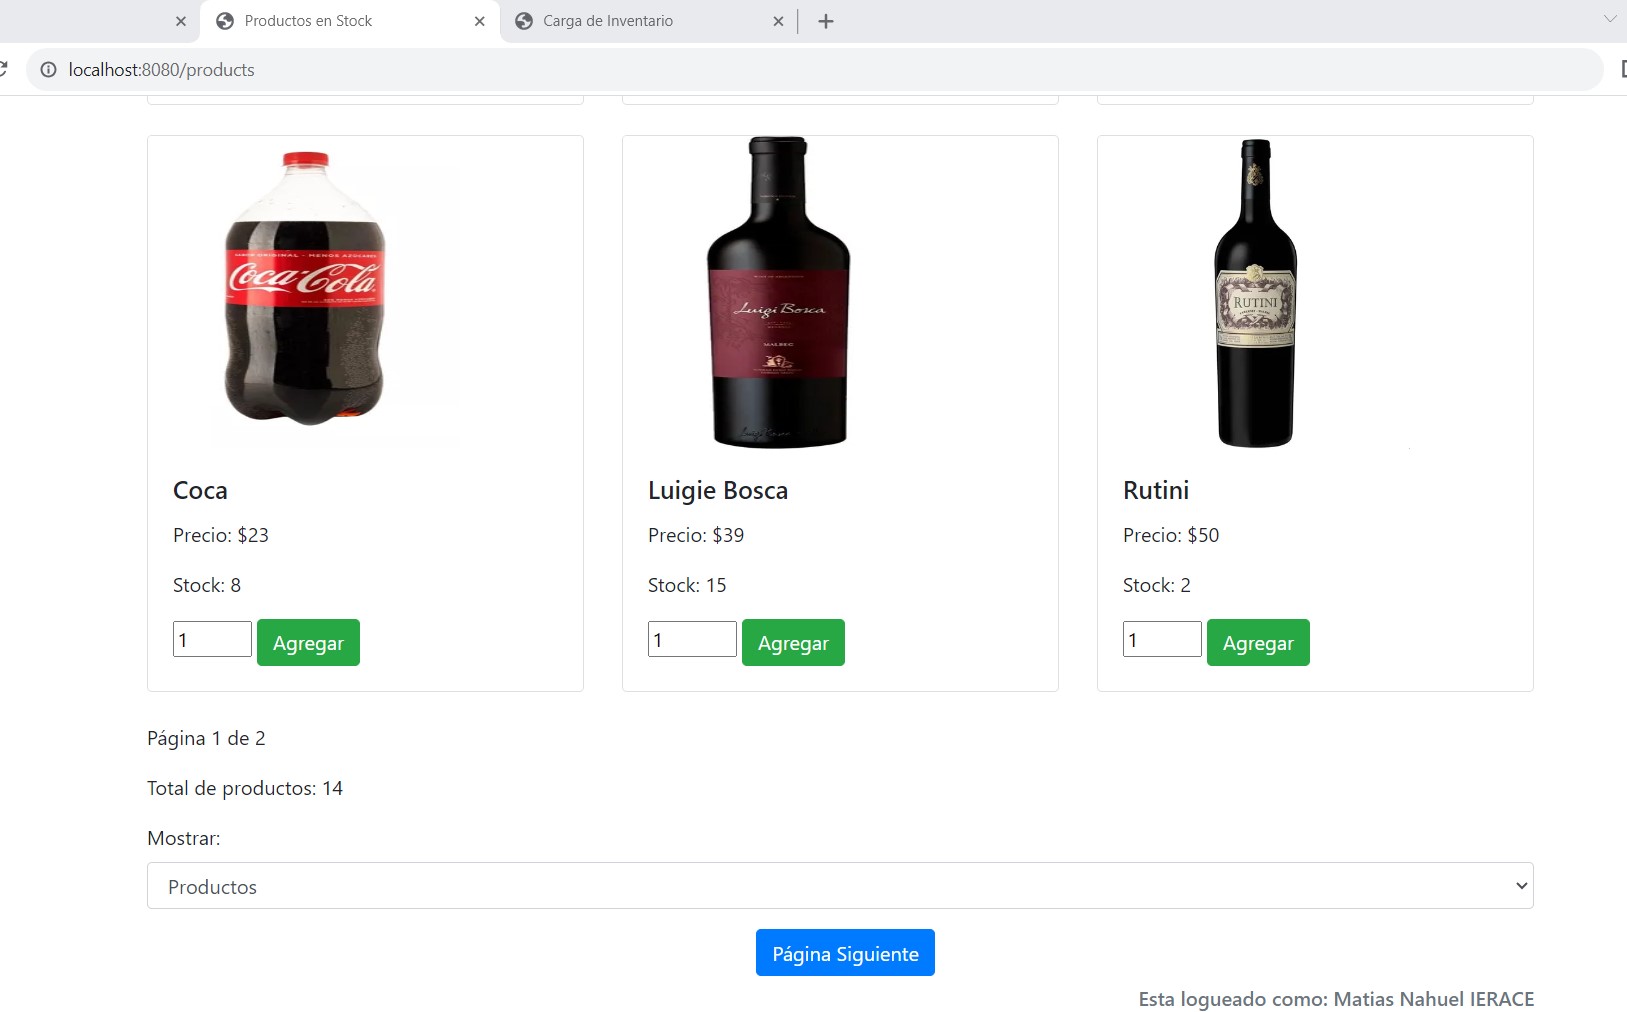 Productos en Stock
Carga de Inventario
localhost:8080/products
Coca-Cola
Luigi Bosca
MALBEC
RUTINI
Coca
Precio: $23
Stock: 8
1 Agregar
Luigie Bosca
Precio: $39
Stock: 15
1 Agregar
Rutini
Precio: $50
Stock: 2
1 Agregar
Página 1 de 2
Total de productos: 14
Mostrar:
Productos
Página Siguiente
Esta logueado como: Matias Nahuel IERACE